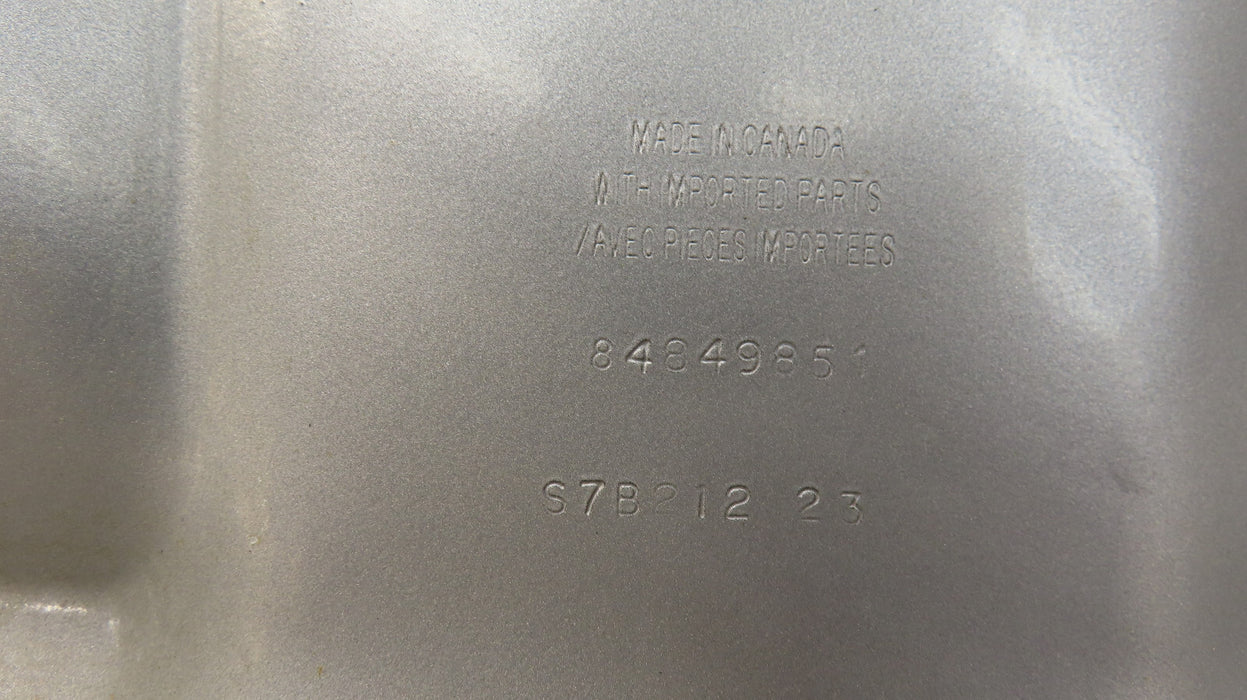 MADE IN CANADA
WITH IMPORTED PARTS
/AVEC PIECES IMPORTEES
84849851
S7B212 23